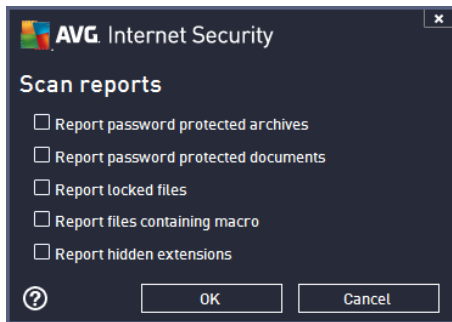 AVG. Internet Security
Scan reports
Report password protected archives
Report password protected documents
Report locked files
Report files containing macro
Report hidden extensions
? OK Cancel